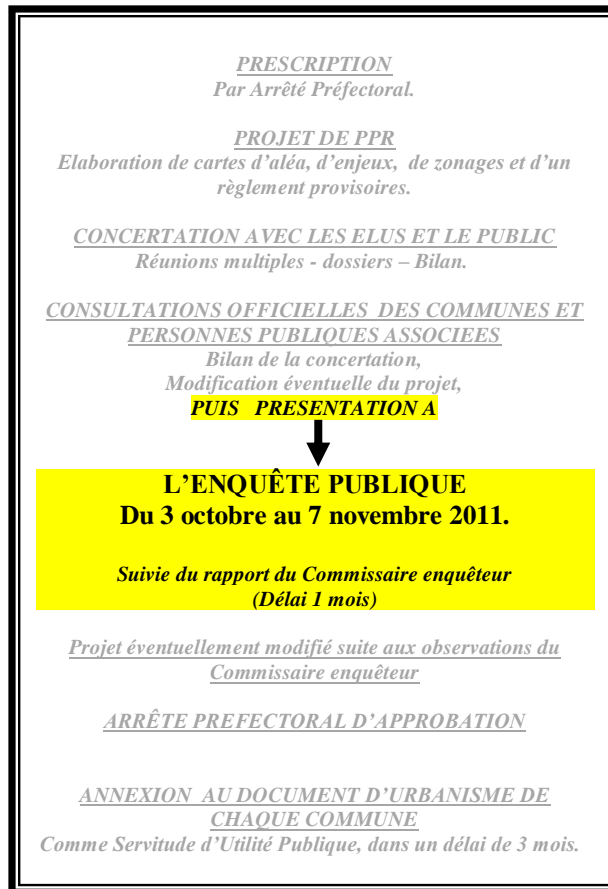 PRESCRIPTION
Par Arrêté Préfectoral.
PROJET DE PPR
Elaboration de cartes d'aléa, d'enjeux, de zonages et d'un
règlement provisoires.
CONCERTATION AVEC LES ELUS ET LE PUBLIC
Réunions multiples - dossiers – Bilan.
CONSULTATIONS OFFICIELLES DES COMMUNES ET
PERSONNES PUBLIQUES ASSOCIEES
Bilan de la concertation,
Modification éventuelle du projet,
PUIS PRESENTATION A
L'ENQUÊTE PUBLIQUE
Du 3 octobre au 7 novembre 2011.
Suivie du rapport du Commissaire enquêteur
(Délai 1 mois)
Projet éventuellement modifié suite aux observations du
Commissaire enquêteur
ARRÊTE PREFECTORAL D'APPROBATION
ANNEXION AU DOCUMENT D'URBANISME DE
CHAQUE COMMUNE
Comme Servitude d'Utilité Publique, dans un délai de 3 mois.